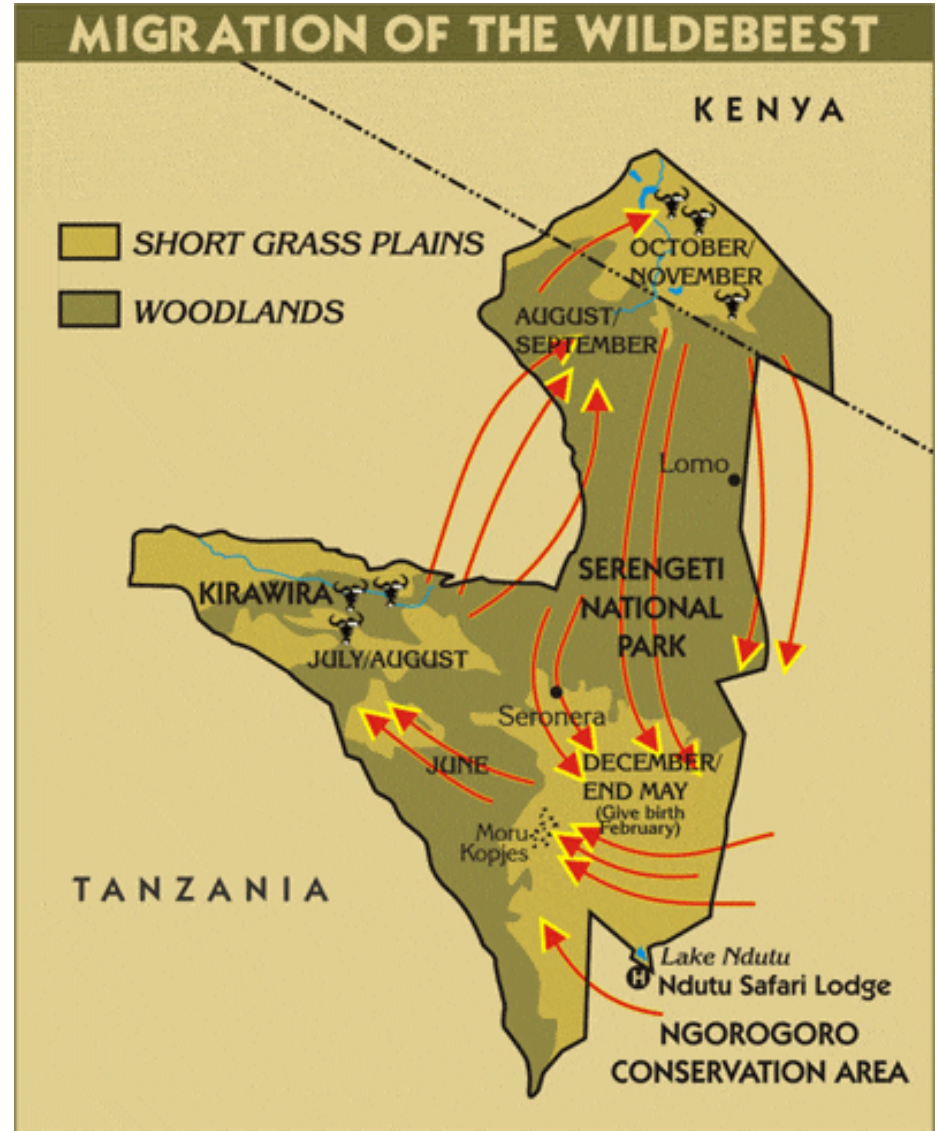 MIGRATION OF THE WILDEBEEST
KENYA
SHORT GRASS PLAINS
WOODLANDS
OCTOBER/
NOVEMBER
AUGUST/
SEPTEMBER
Lomo
SERENGETI
NATIONAL
PARK
KIRAWIRA
JULY/AUGUST
Seronera
JUNE
DECEMBER/
END MAY
(Give birth
February)
Moru
Kopjes
TANZANIA
Lake Ndutu
H Ndutu Safari Lodge
NGOROGORO
CONSERVATION AREA